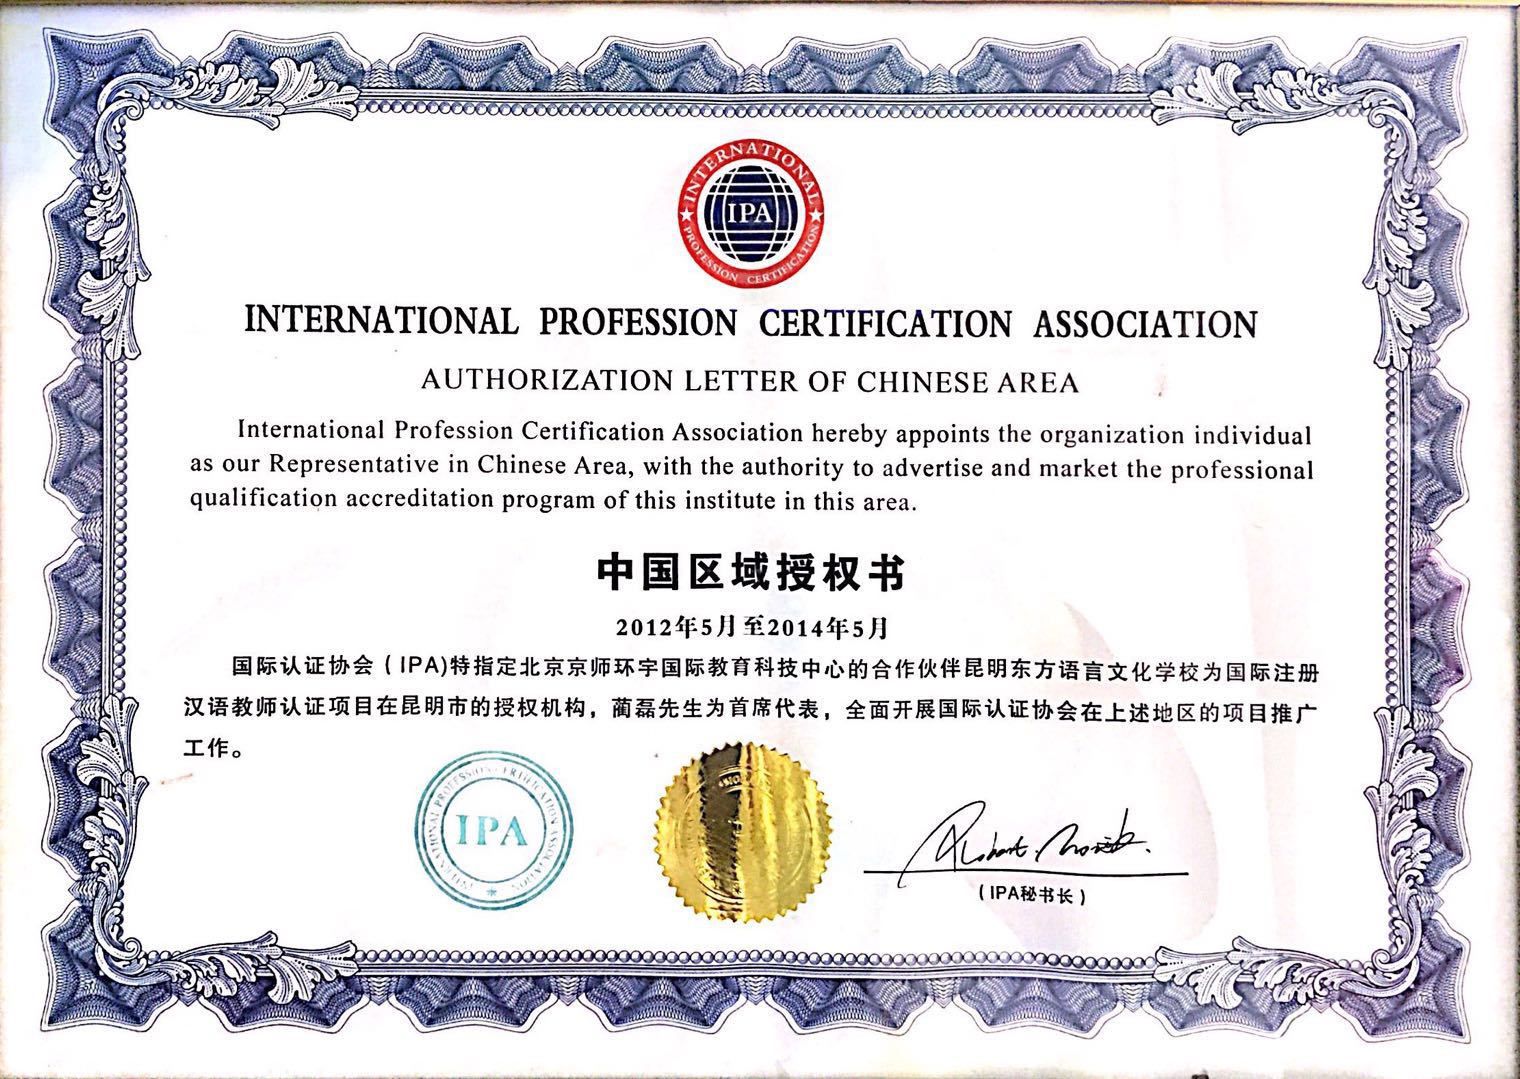 INTERNATIONAL
IPA
PROFESSION CERTIFICATION
INTERNATIONAL PROFESSION CERTIFICATION ASSOCIATION
AUTHORIZATION LETTER OF CHINESE AREA
International Profession Certification Association hereby appoints the organization individual
as our Representative in Chinese Area, with the authority to advertise and market the professional
qualification accreditation program of this institute in this area.
中国区域授权书
2012年5月至2014年5月
国际认证协会（IPA)特指定北京京师环宇国际教育科技中心的合作伙伴昆明东方语言文化学校为国际注册
汉语教师认证项目在昆明市的授权机构，蔺磊先生为首席代表，全面开展国际认证协会在上述地区的项目推广
工作。
INTERNATIONAL PROFESSION CERTIFICATION ASSOCIATION
IPA
（IPA秘书长）